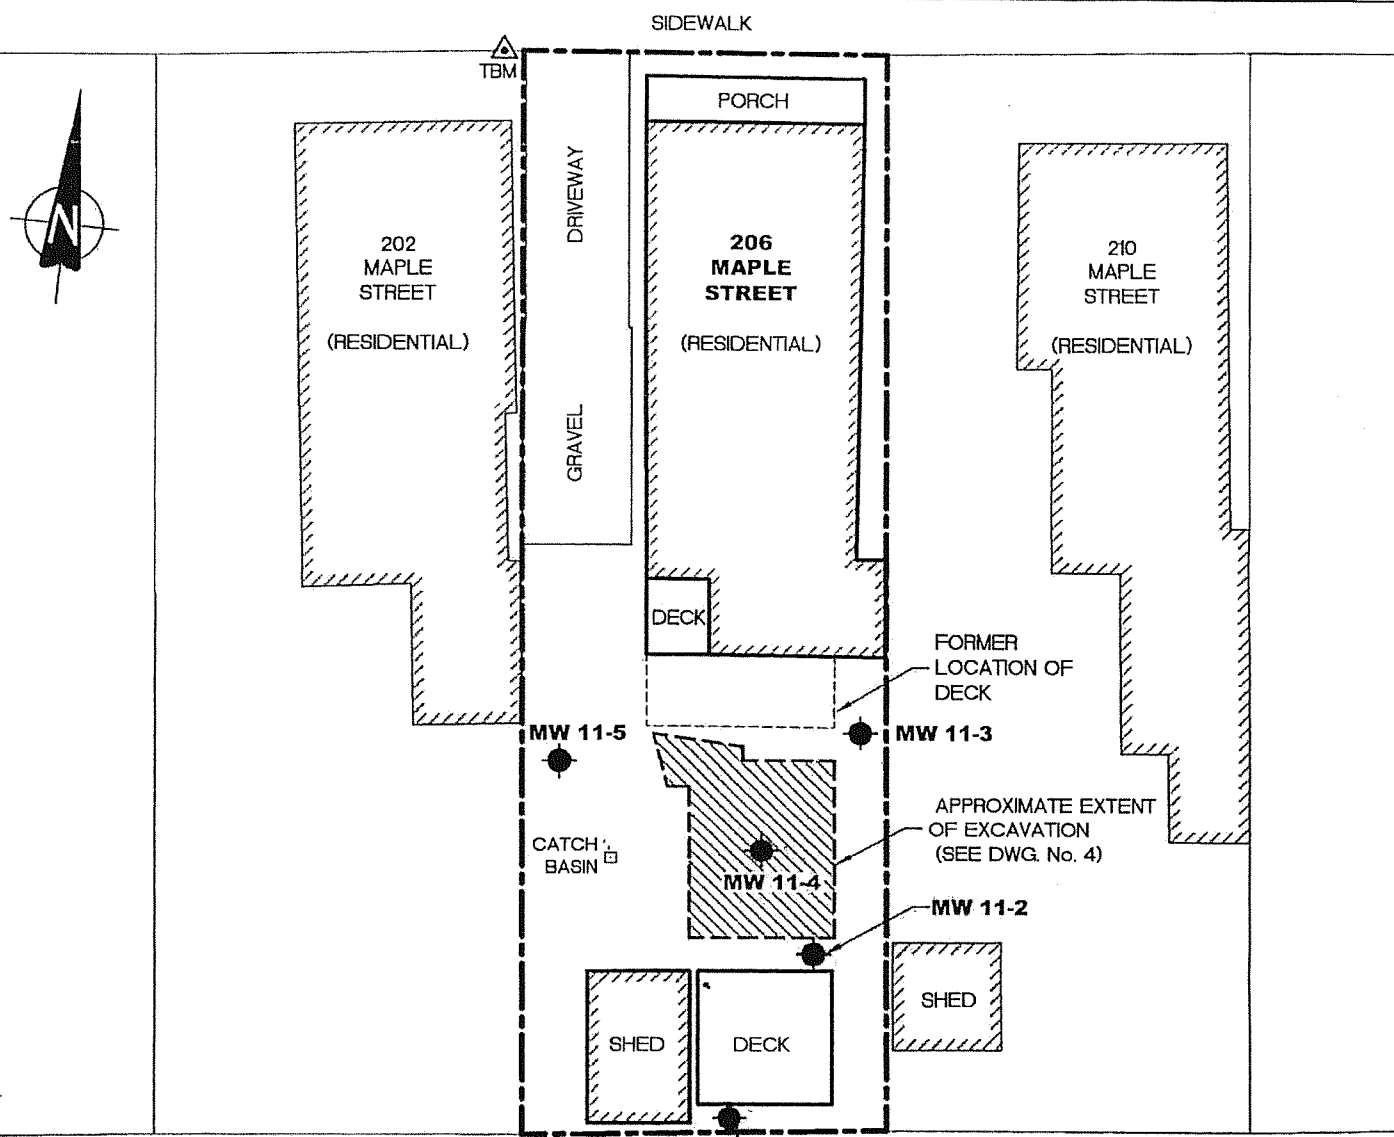 SIDEWALK
TBM
PORCH
DRIVEWAY
GRAVEL
N
202
MAPLE
STREET
(RESIDENTIAL)
206
MAPLE
STREET
(RESIDENTIAL)
210
MAPLE
STREET
(RESIDENTIAL)
DECK
FORMER
LOCATION OF
DECK
MW 11-5
MW 11-3
APPROXIMATE EXTENT
OF EXCAVATION
(SEE DWG. No. 4)
CATCH
BASIN
MW 11-4
MW 11-2
SHED
DECK
SHED